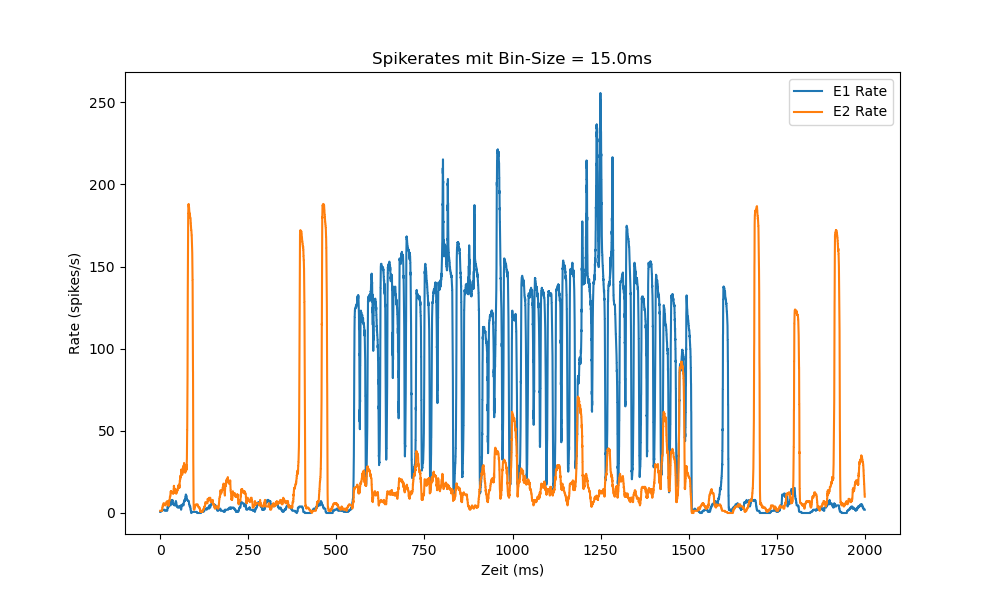 Spikerates mit Bin-Size = 15.0ms
E1 Rate
E2 Rate
Rate (spikes/s)
250
200
150
100
50
0
0 250 500 750 1000 1250 1500 1750 2000
Zeit (ms)